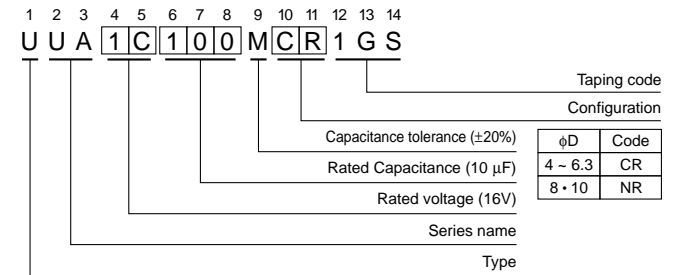 1 2 3 4 5 6 7 8 9 10 11 12 13 14
U U A 1 C 1 0 0 M C R 1 G S
Taping code
Configuration
Capacitance tolerance (±20%)
Rated Capacitance (10 μF)
Rated voltage (16V)
Series name
Type
ϕD Code
4 ~ 6.3 CR
8 • 10 NR